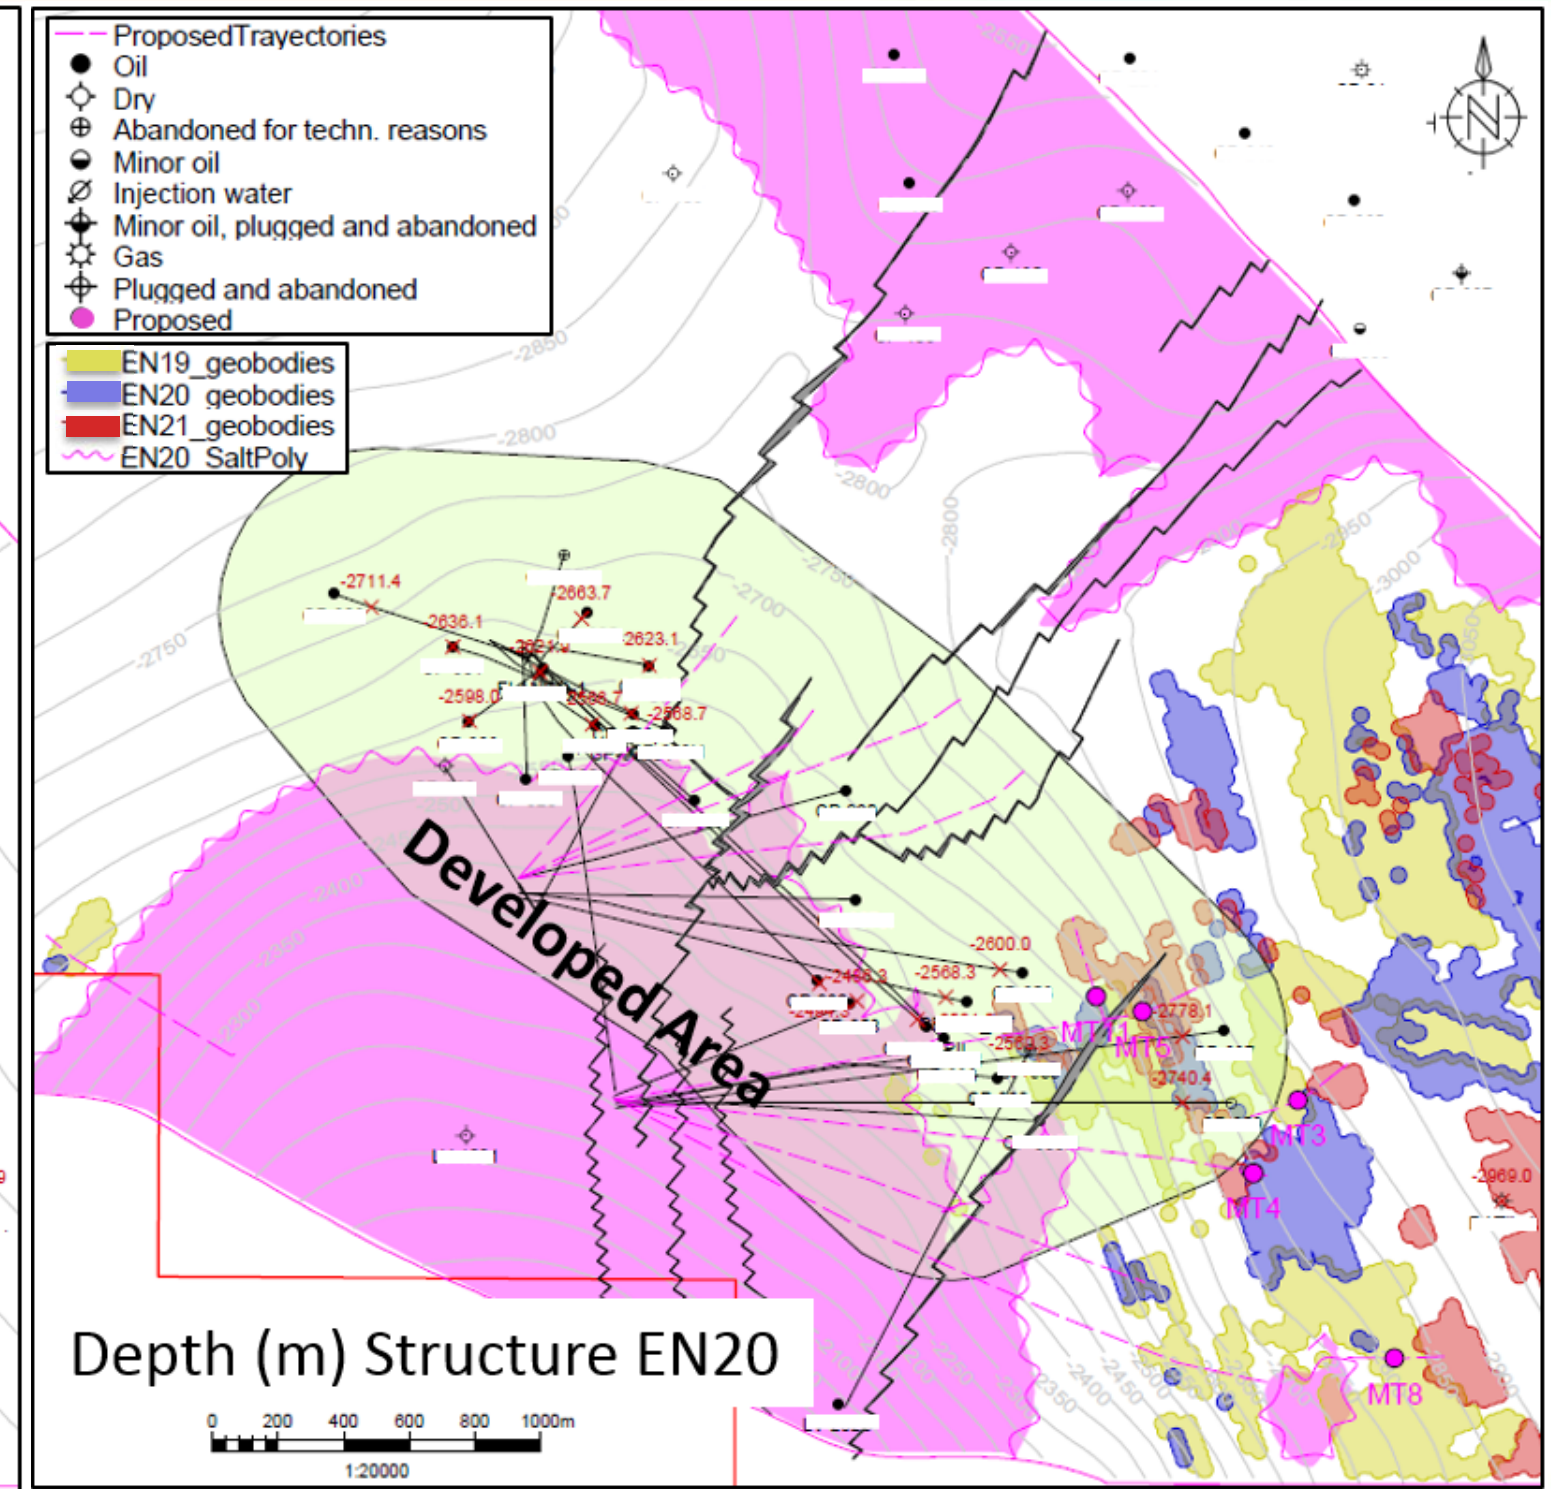 ProposedTrayectories
Oil
Dry
Abandoned for techn. reasons
Minor oil
Injection water
Minor oil, plugged and abandoned
Gas
Plugged and abandoned
Proposed
EN19_geobodies
EN20_geobodies
EN21_geobodies
EN20_SaltPoly
N
-2550
-2850
-2800
-2800
-2800
-2750
-2700
-2750
-2950
-3000
-2711.4
-2663.7
-2636.1
-2623.1
-2598.0
-2568.7
-2400
-2350
-2300
Developed Area
-2600.0
-2568.3
-2778.1
MT11
MT5
-2740.4
MT3
MT4
-2969.0
MT8
-2100
-2250
-2350
-2400
-2450
-2500
Depth (m) Structure EN20
0 200 400 600 800 1000m
1:20000